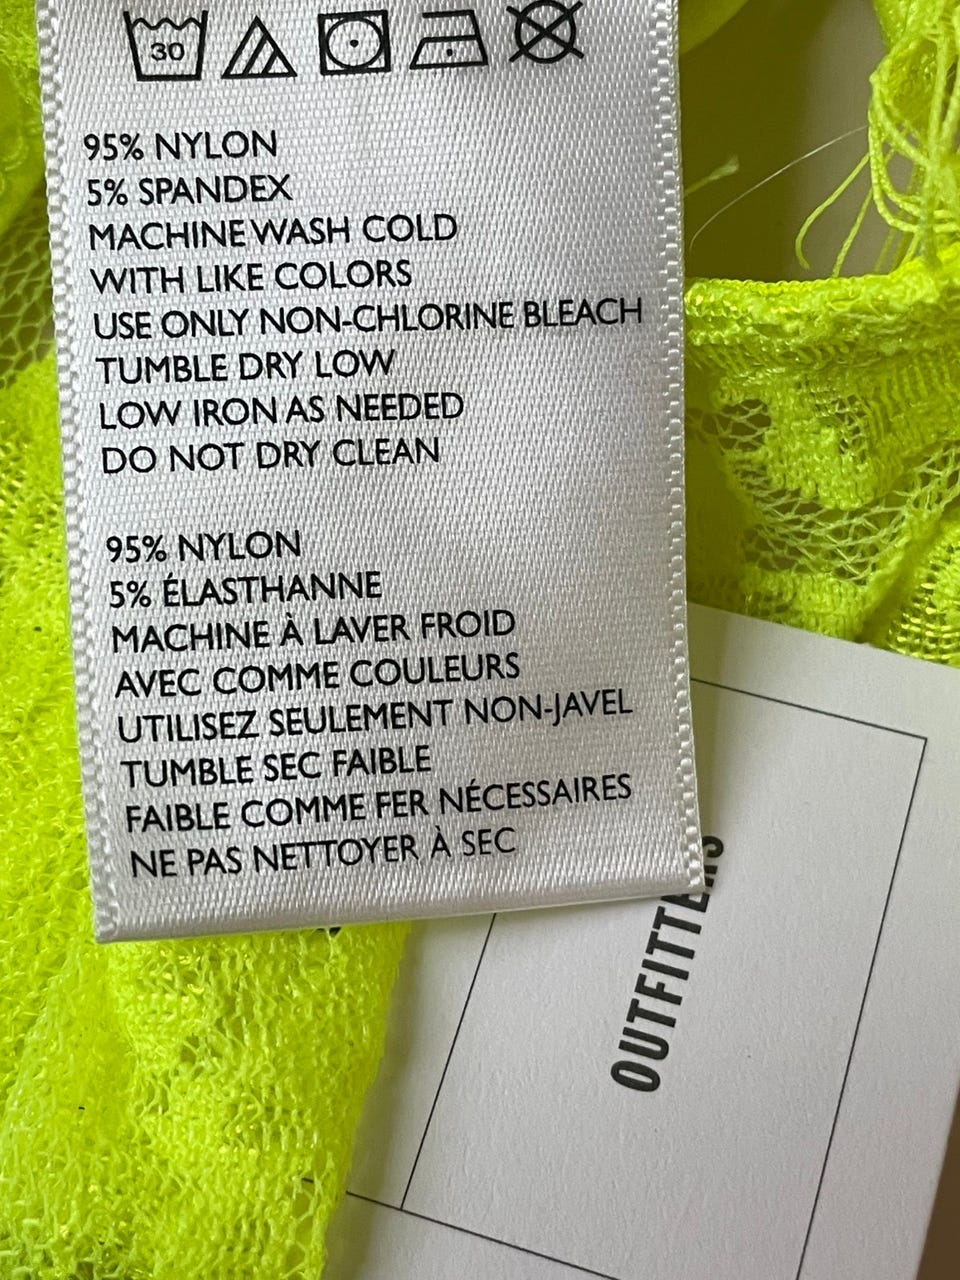 30
95% NYLON
5% SPANDEX
MACHINE WASH COLD
WITH LIKE COLORS
USE ONLY NON-CHLORINE BLEACH
TUMBLE DRY LOW
LOW IRON AS NEEDED
DO NOT DRY CLEAN
95% NYLON
5% ÉLASTHANNE
MACHINE À LAVER FROID
AVEC COMME COULEURS
UTILISEZ SEULEMENT NON-JAVEL
TUMBLE SEC FAIBLE
FAIBLE COMME FER NÉCESSAIRES
NE PAS NETTOYER À SEC
OUTFITTERS